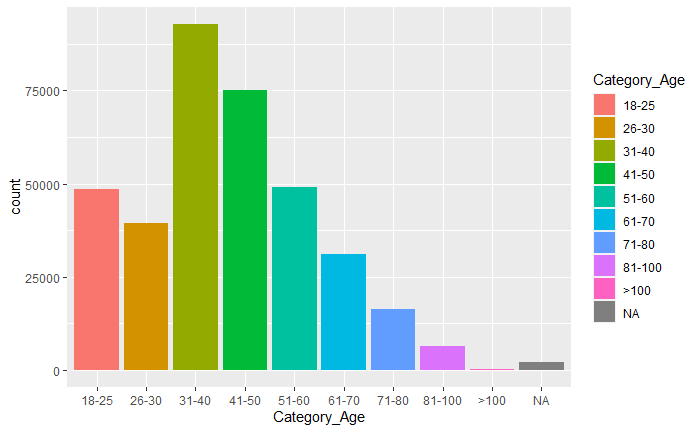 count
75000
50000
25000
0
18-25 26-30 31-40 41-50 51-60 61-70 71-80 81-100 >100 NA
Category_Age
Category_Age
18-25
26-30
31-40
41-50
51-60
61-70
71-80
81-100
>100
NA